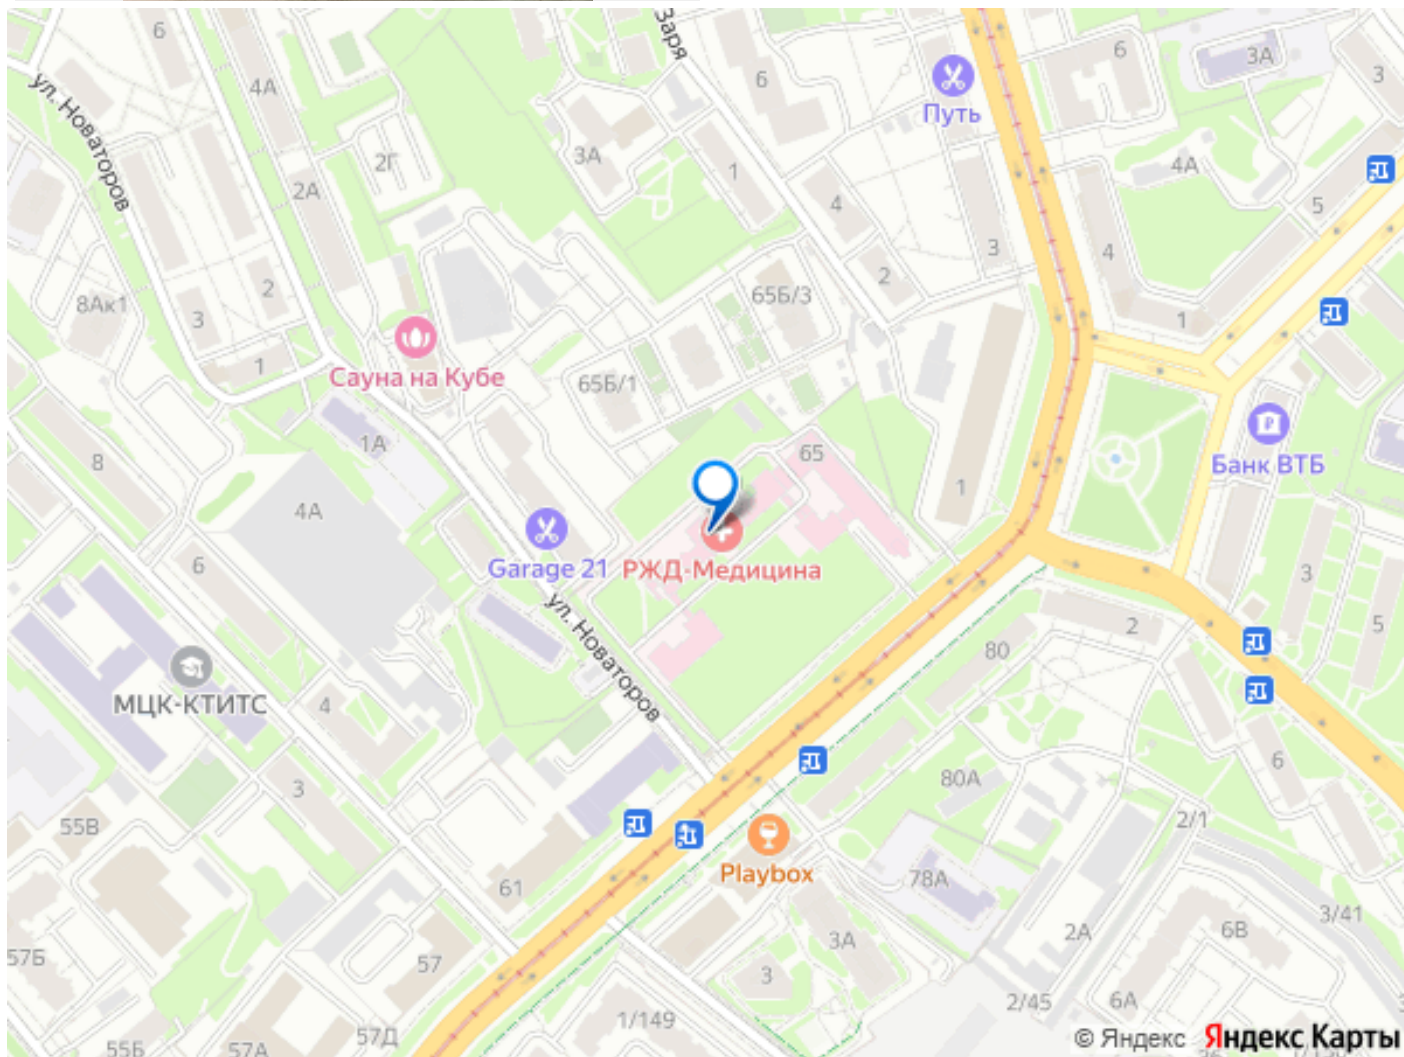 6
Заря
6
6
3А
3
ул. Новаторов
4А
Путь
2Г
3А
1
4А
2А
4
5
3
4
2
2
65Б/3
8Ак1
3
1
1
Сауна на Кубе
65Б/1
1А
65
Банк ВТБ
8
4А
1
6
Garage 21
РЖД-Медицина
3
ул. Новаторов
2
5
80
МЦК-КТИТС
4
6
3
80А
55В
2/1
Playbox
61
78А
3/41
57Б
57
3А
2А
6В
3
2/45
6А
1/149
57Д
55Б
57А
© Яндекс Яндекс Карты